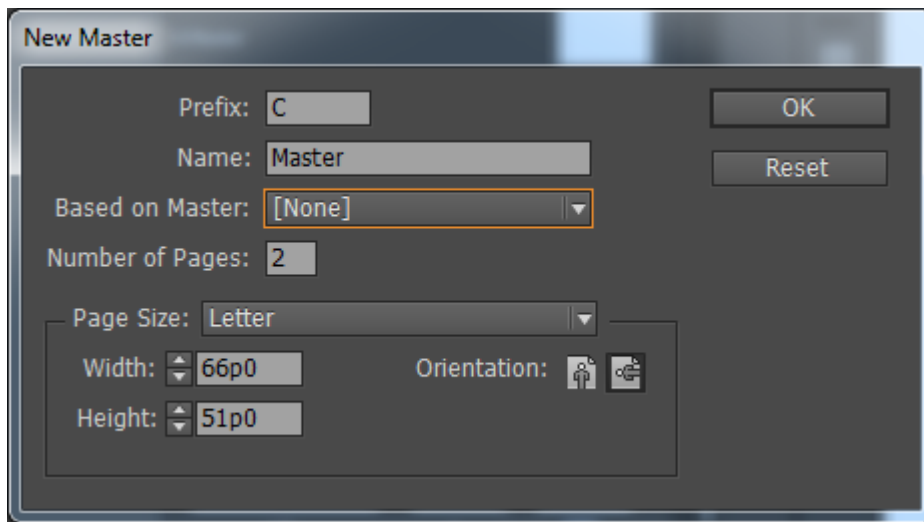 New Master
Prefix: C
OK
Name: Master
Reset
Based on Master: [None]
Number of Pages: 2
Page Size: Letter
Width: 66p0
Orientation:
Height: 51p0